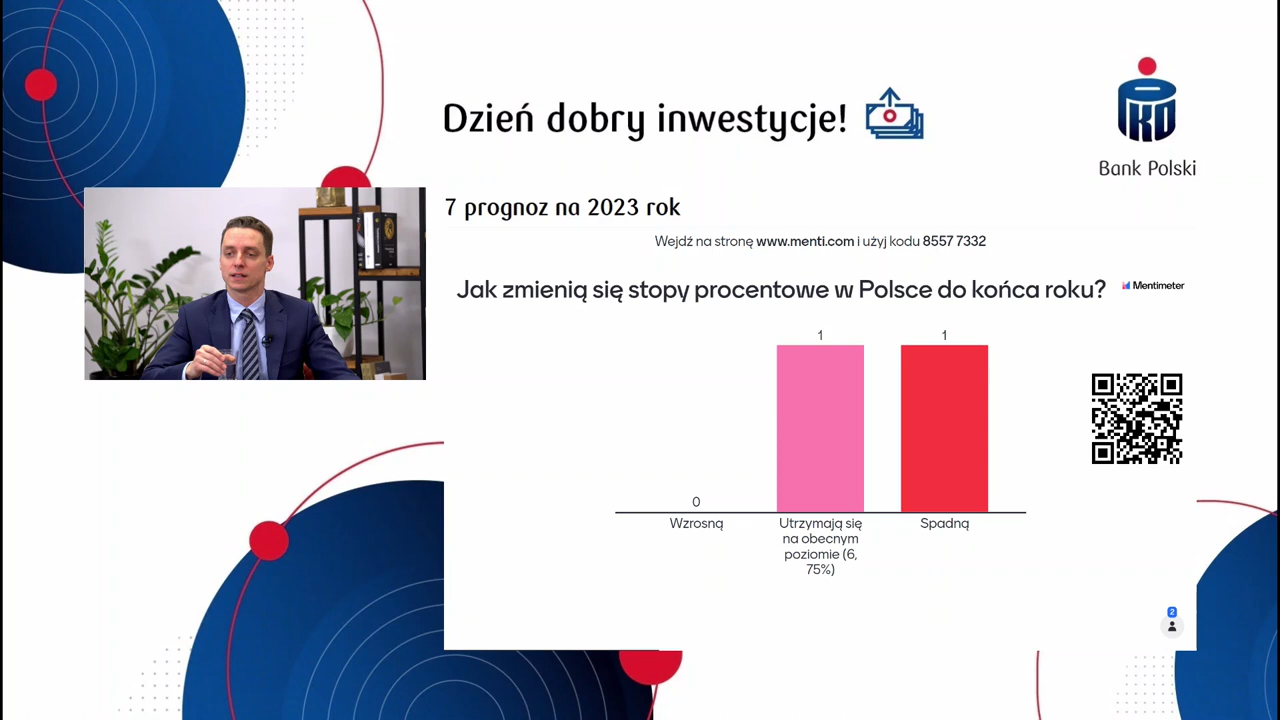 Dzień dobry inwestycje!
PKO
Bank Polski
7 prognoz na 2023 rok
Wejdź na stronę www.menti.com i użyj kodu 8557 7332
Jak zmienią się stopy procentowe w Polsce do końca roku?
Mentimeter
1
1
0
Wzrosną
Utrzymają się
na obecnym
poziomie (6,
75%)
Spadną
2